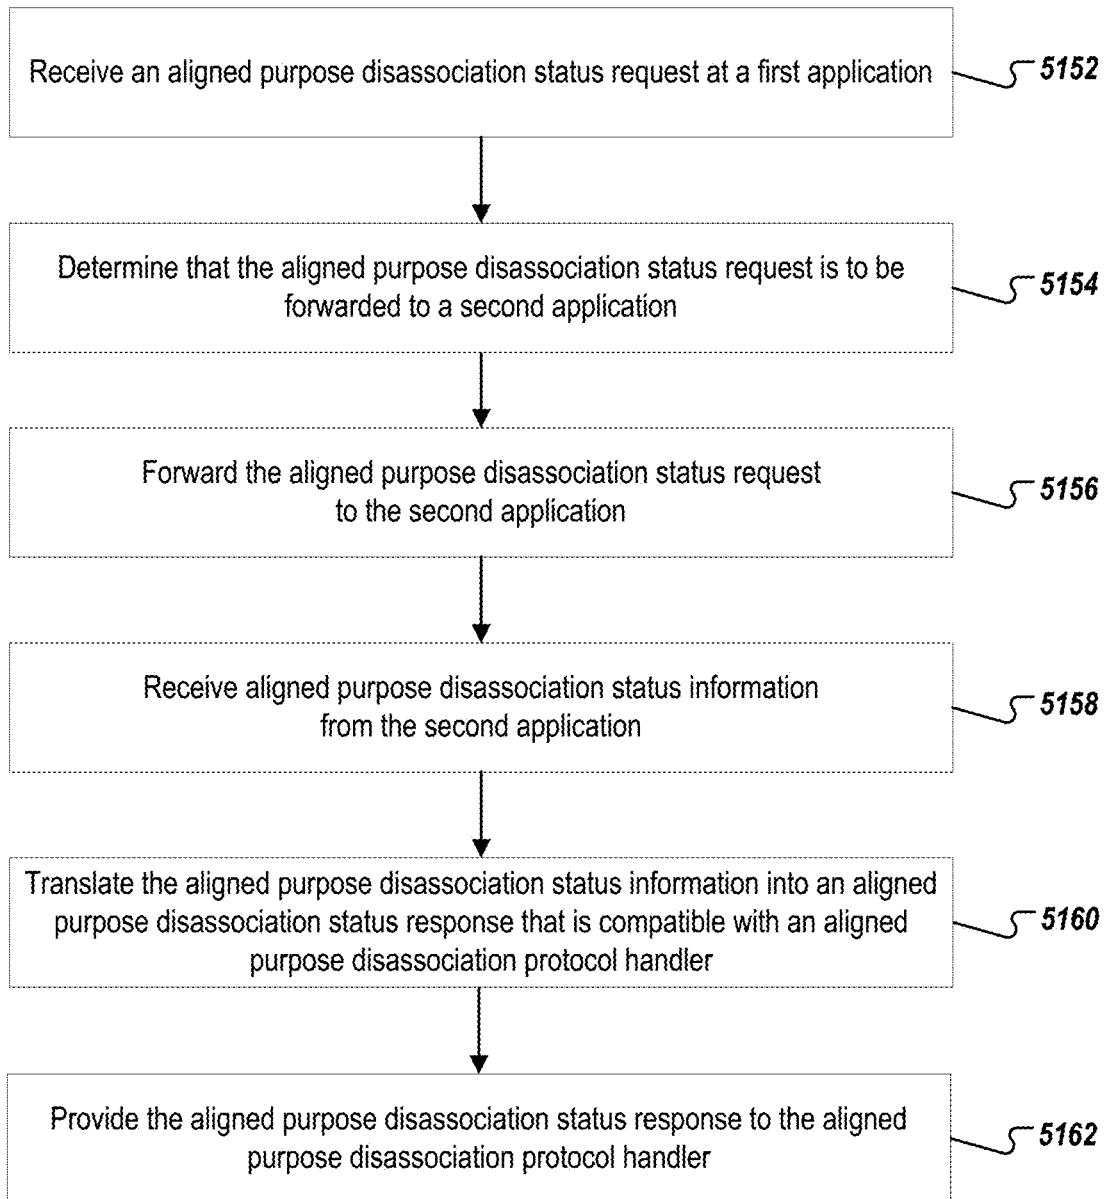 Receive an aligned purpose disassociation status request at a first application
5152
Determine that the aligned purpose disassociation status request is to be
forwarded to a second application
5154
Forward the aligned purpose disassociation status request
to the second application
5156
Receive aligned purpose disassociation status information
from the second application
5158
Translate the aligned purpose disassociation status information into an aligned
purpose disassociation status response that is compatible with an aligned
purpose disassociation protocol handler
5160
Provide the aligned purpose disassociation status response to the aligned
purpose disassociation protocol handler
5162